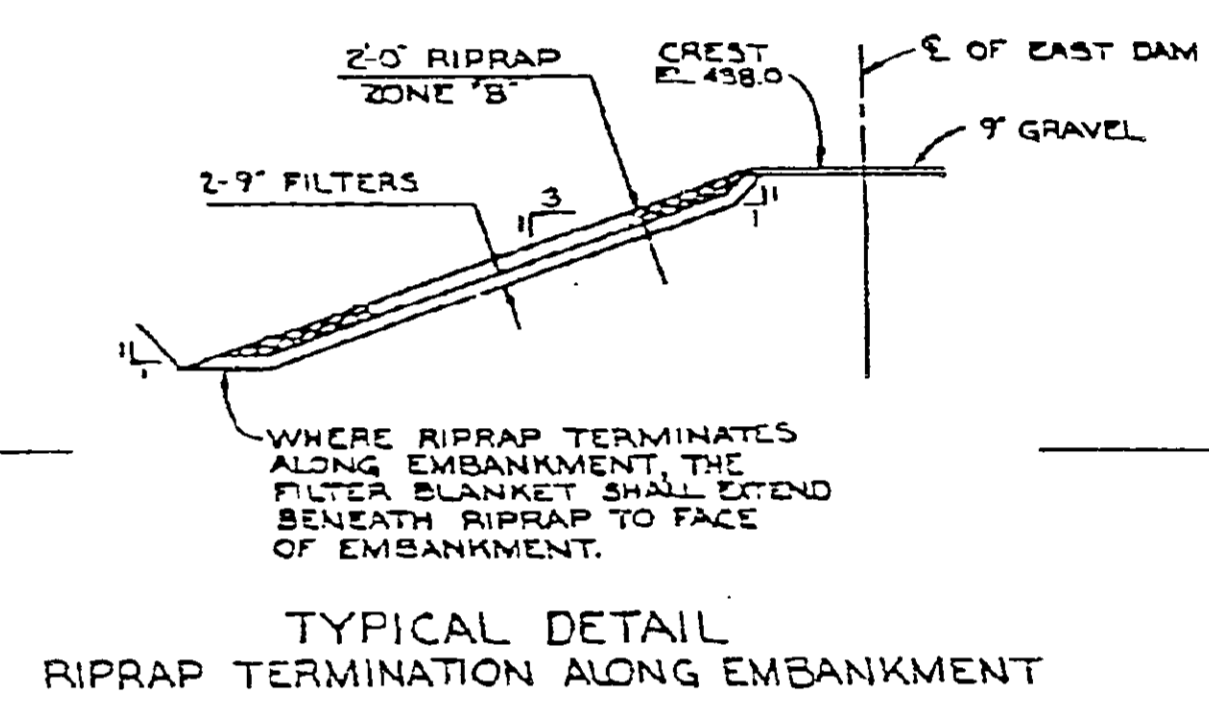 2'-0" RIPRAP
ZONE "B"
CREST
EL 438.0
℄ OF EAST DAM
9" GRAVEL
2-9" FILTERS
3
1
1
1
1
1
WHERE RIPRAP TERMINATES
ALONG EMBANKMENT, THE
FILTER BLANKET SHALL EXTEND
BENEATH RIPRAP TO FACE
OF EMBANKMENT.
TYPICAL DETAIL
RIPRAP TERMINATION ALONG EMBANKMENT